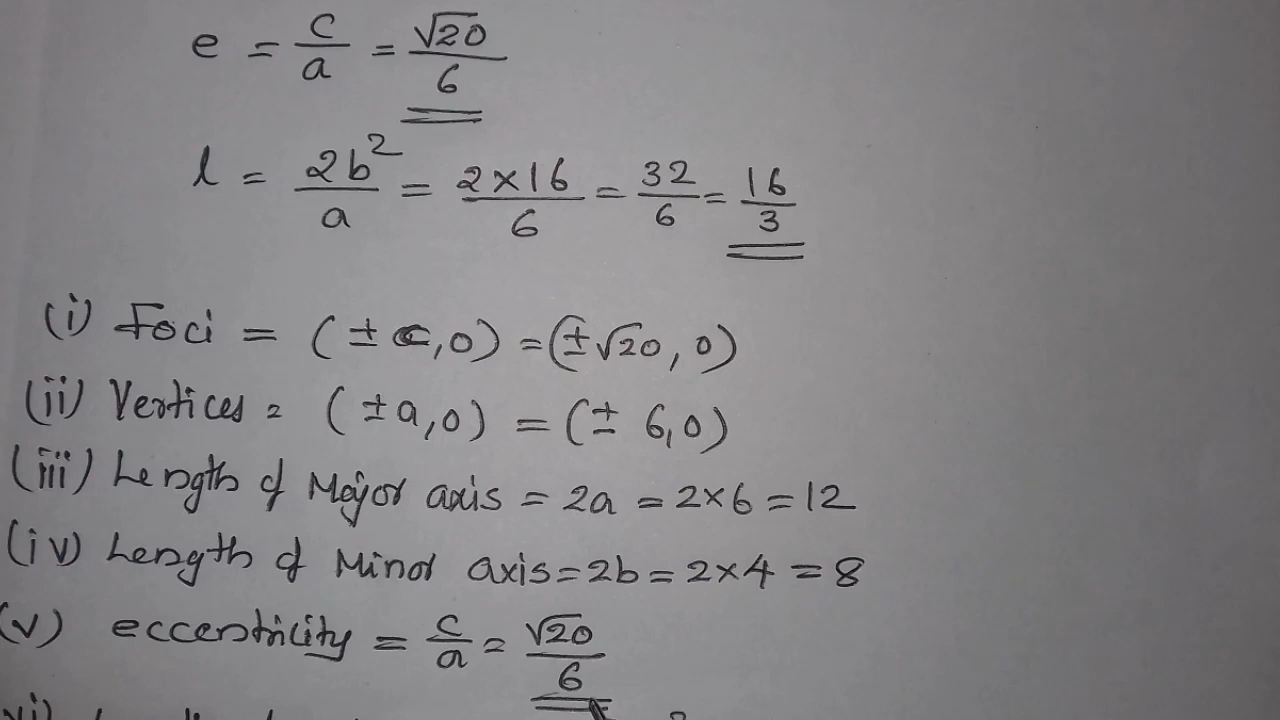 e = c/a = √20/6
l = 2b²/a = 2×16/6 = 32/6 = 16/3
(i) Foci = (±c,0) = (±√20, 0)
(ii) Vertices = (±a,0) = (± 6,0)
(iii) Length of Major axis = 2a = 2×6 = 12
(iv) Length of Minor axis = 2b = 2×4 = 8
(v) eccentricity = c/a = √20/6